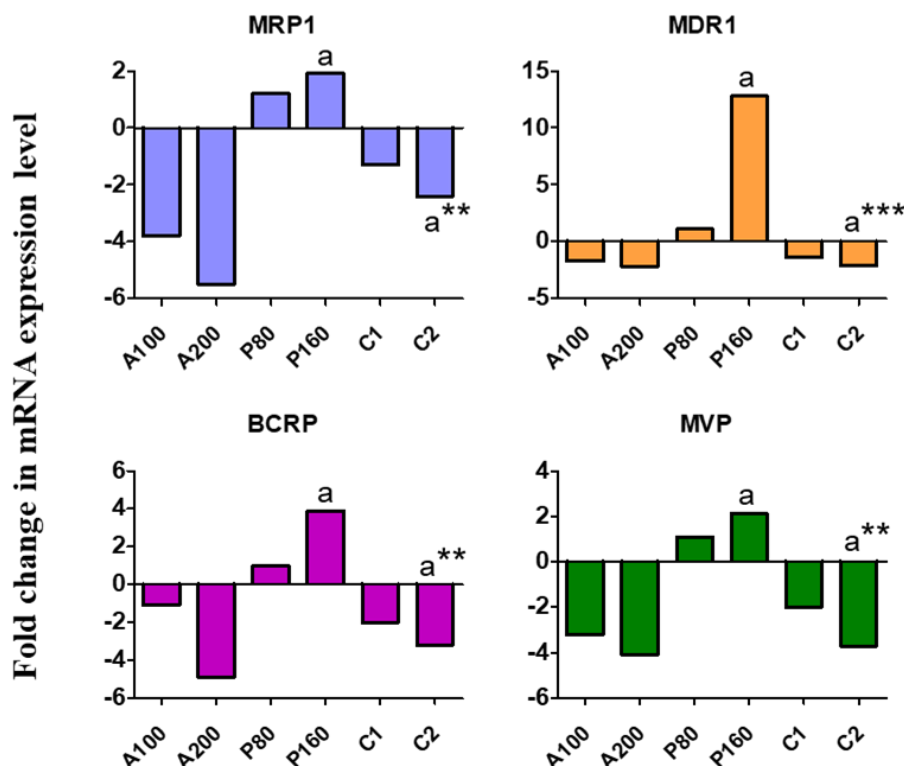 Fold change in mRNA expression level
MRP1
2
0
-2
-4
-6
a
a**
A100 A200 P80 P160 C1 C2
MDR1
15
10
5
0
-5
a
a***
A100 A200 P80 P160 C1 C2
BCRP
6
4
2
0
-2
-4
-6
a
a**
A100 A200 P80 P160 C1 C2
MVP
4
2
0
-2
-4
-6
a
a**
A100 A200 P80 P160 C1 C2